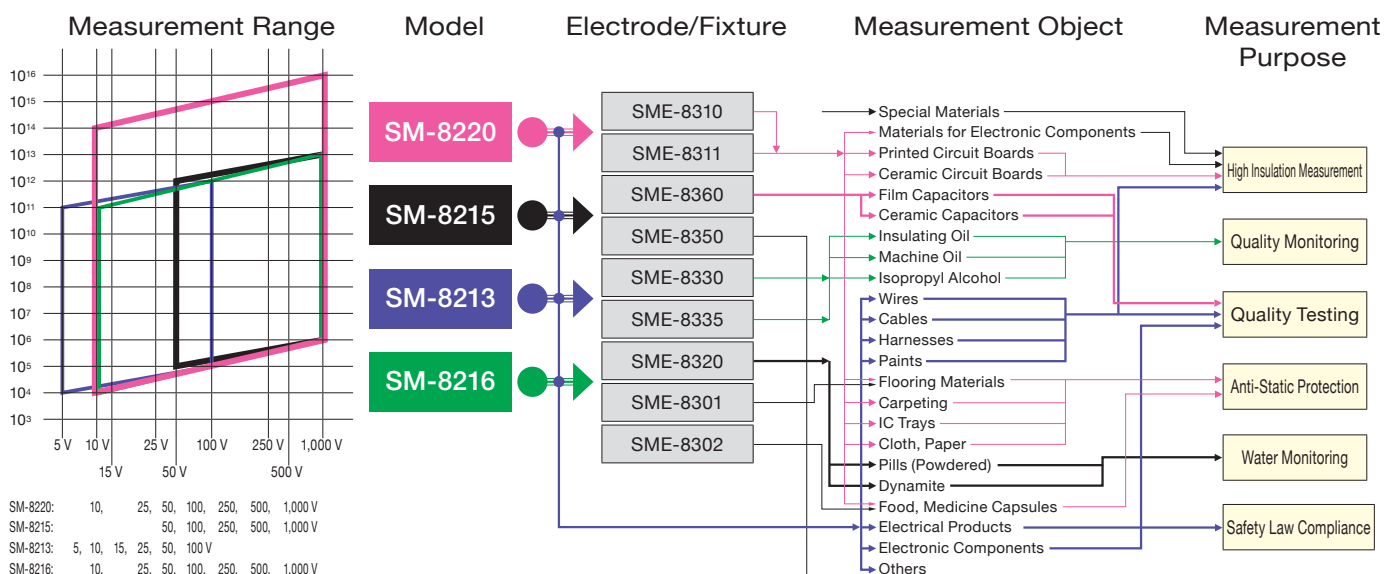 Measurement Range
Model
Electrode/Fixture
Measurement Object
Measurement
Purpose
10¹⁶
10¹⁵
10¹⁴
10¹³
10¹²
10¹¹
10¹⁰
10⁹
10⁸
10⁷
10⁶
10⁵
10⁴
10³
5 V 10 V 25 V 100 V 250 V 1,000 V
15 V 50 V 500 V
SM-8220: 10, 25, 50, 100, 250, 500, 1,000 V
SM-8215: 50, 100, 250, 500, 1,000 V
SM-8213: 5, 10, 15, 25, 50, 100 V
SM-8216: 10, 25, 50, 100, 250, 500, 1,000 V
SM-8220
SM-8215
SM-8213
SM-8216
SME-8310
SME-8311
SME-8360
SME-8350
SME-8330
SME-8335
SME-8320
SME-8301
SME-8302
Special Materials
Materials for Electronic Components
Printed Circuit Boards
Ceramic Circuit Boards
Film Capacitors
Ceramic Capacitors
Insulating Oil
Machine Oil
Isopropyl Alcohol
Wires
Cables
Harnesses
Paints
Flooring Materials
Carpeting
IC Trays
Cloth, Paper
Pills (Powdered)
Dynamite
Food, Medicine Capsules
Electrical Products
Electronic Components
Others
High Insulation Measurement
Quality Monitoring
Quality Testing
Anti-Static Protection
Water Monitoring
Safety Law Compliance